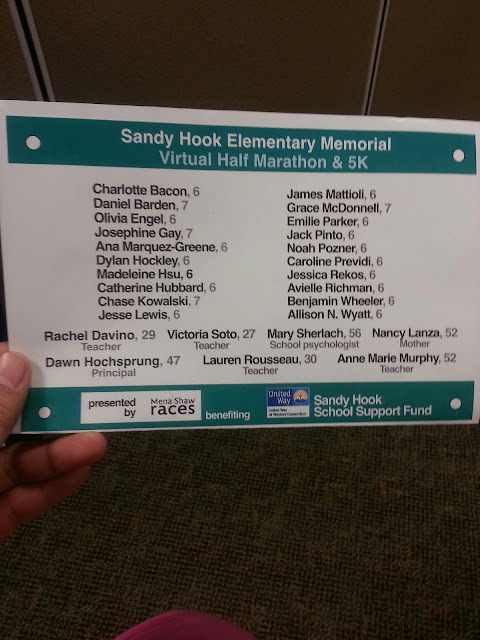 Sandy Hook Elementary Memorial
Virtual Half Marathon & 5K
Charlotte Bacon, 6
Daniel Barden, 7
Olivia Engel, 6
Josephine Gay, 7
Ana Marquez-Greene, 6
Dylan Hockley, 6
Madeleine Hsu, 6
Catherine Hubbard, 6
Chase Kowalski, 7
Jesse Lewis, 6
James Mattioli, 6
Grace McDonnell, 7
Emilie Parker, 6
Jack Pinto, 6
Noah Pozner, 6
Caroline Previdi, 6
Jessica Rekos, 6
Avielle Richman, 6
Benjamin Wheeler, 6
Allison N. Wyatt, 6
Rachel Davino, 29 Victoria Soto, 27 Mary Sherlach, 56 Nancy Lanza, 52
Teacher Teacher School psychologist Mother
Dawn Hochsprung, 47 Lauren Rousseau, 30 Anne Marie Murphy, 52
Principal Teacher Teacher
presented by
Mena Shaw races
benefiting
United Way
United Way of Western Connecticut
Sandy Hook
School Support Fund